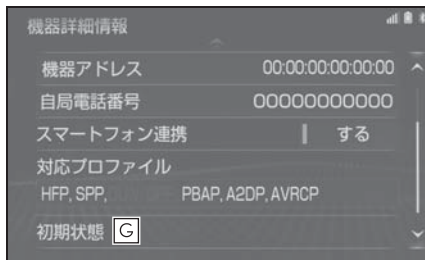 機器詳細情報
機器アドレス 00:00:00:00:00:00
自局電話番号 00000000000
スマートフォン連携 する
対応プロファイル
HFP, SPP, PBAP, A2DP, AVRCP
初期状態 G